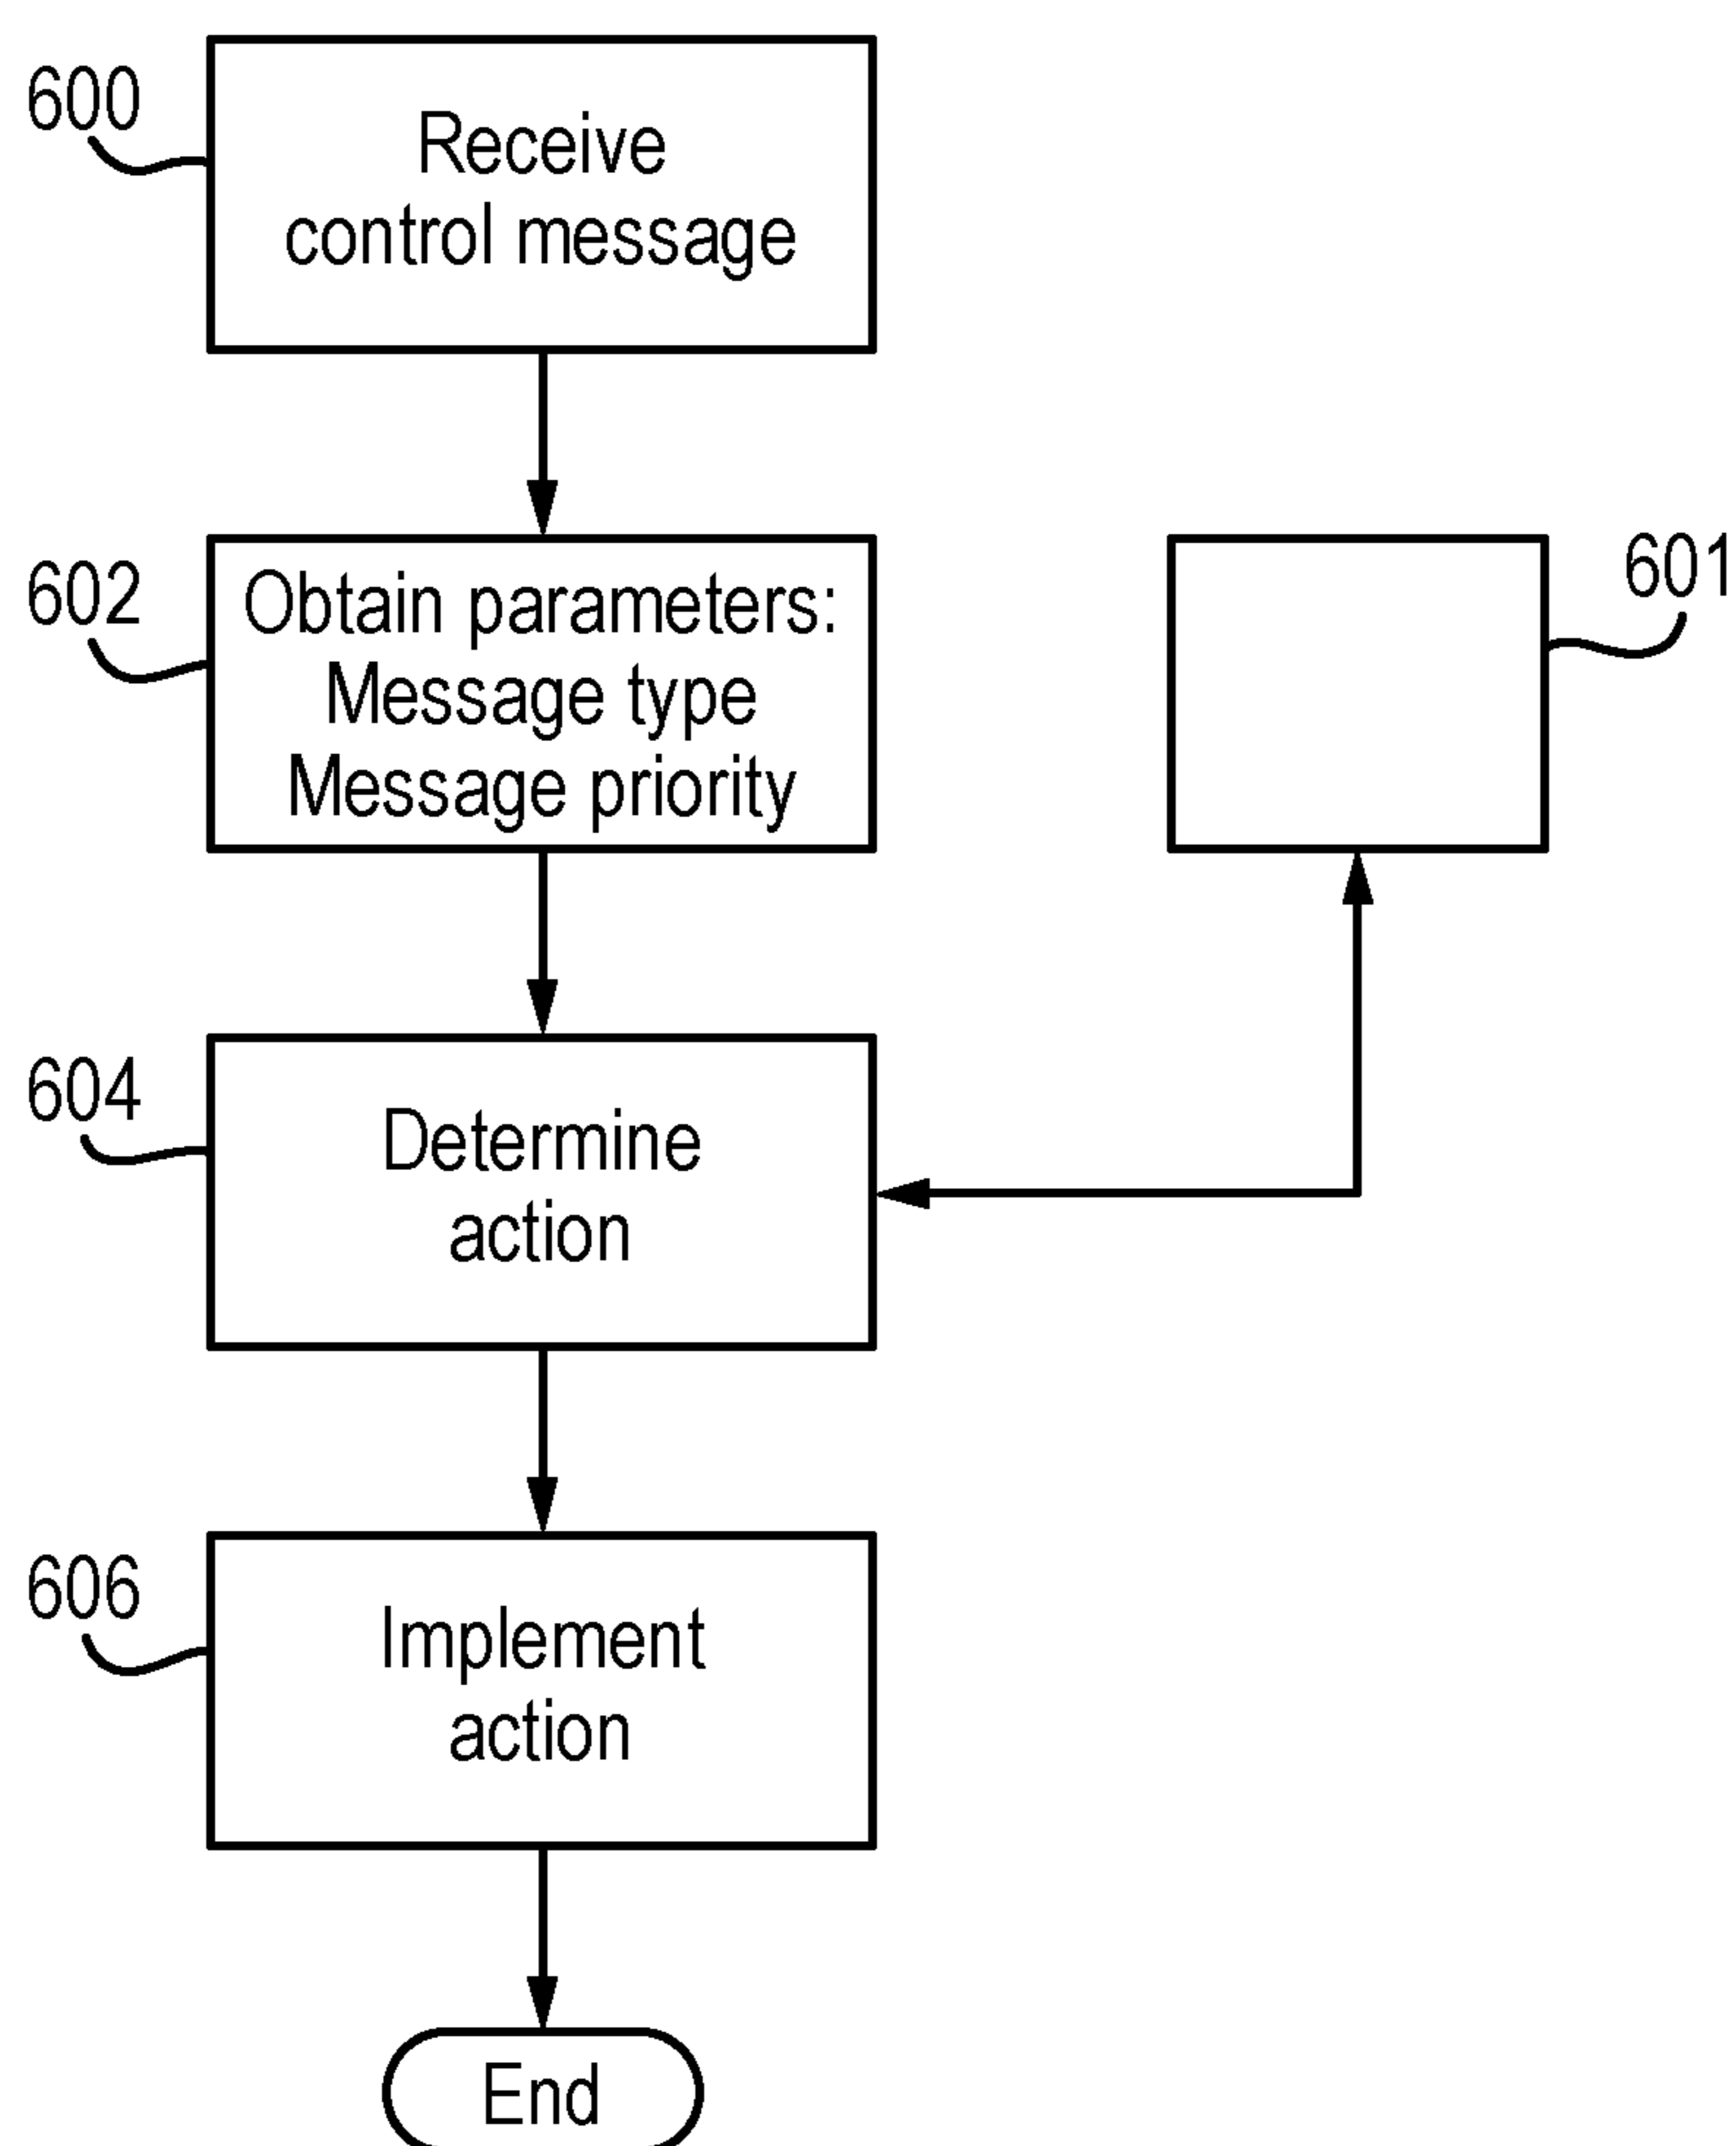 600
Receive
control message
602
Obtain parameters:
Message type
Message priority
601
604
Determine
action
606
Implement
action
End